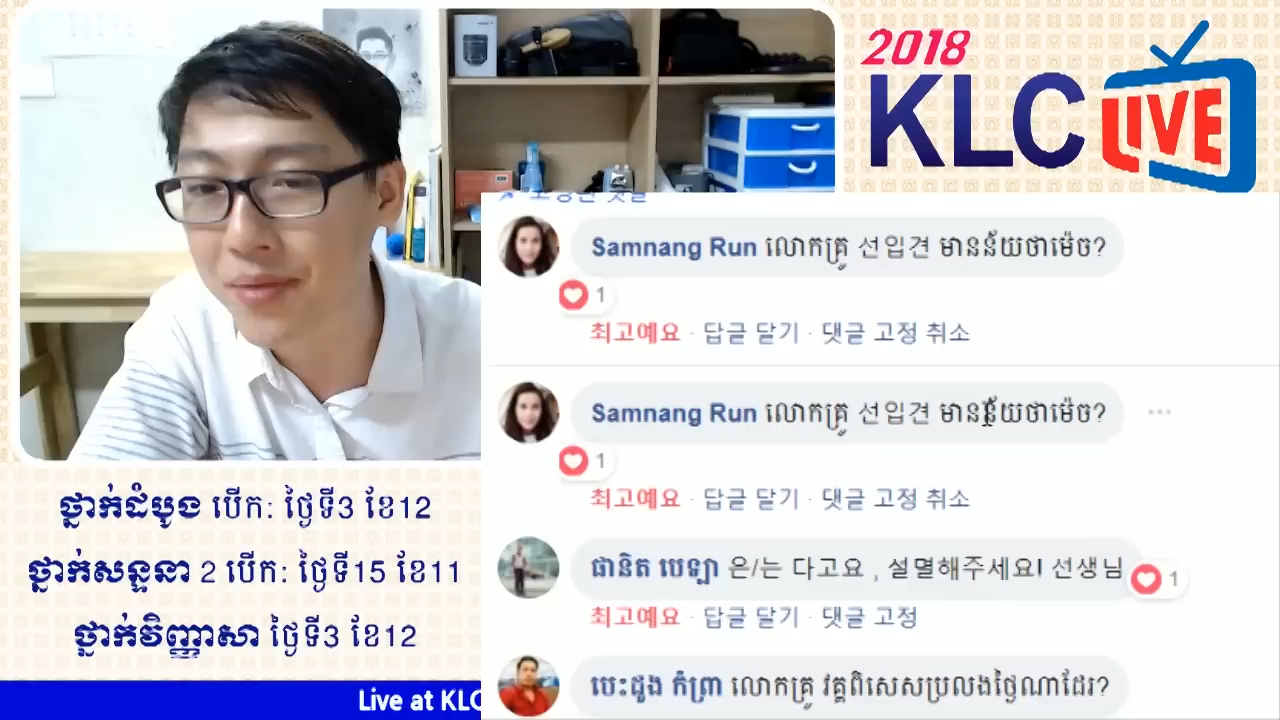 2018
KLC LIVE
Samnang Run លោកគ្រូ 선입견 មានន័យថាម៉េច?
1
최고예요 · 답글 달기 · 댓글 고정 취소
Samnang Run លោកគ្រូ 선입견 មានន័យថាម៉េច?
1
최고예요 · 답글 달기 · 댓글 고정 취소
ផានិត បេឡា 은/는 다고요 , 설몔해주세요! 선생님
1
최고예요 · 답글 달기 · 댓글 고정
បេះដូង កំព្រា លោកគ្រូ វគ្គពិសេសប្រលងថ្ងៃណាដែរ?
ថ្នាក់ដំបូង បើក: ថ្ងៃទី3 ខែ12
ថ្នាក់សន្ទនា 2 បើក: ថ្ងៃទី15 ខែ11
ថ្នាក់វិញ្ញាសា ថ្ងៃទី3 ខែ12
Live at KLC